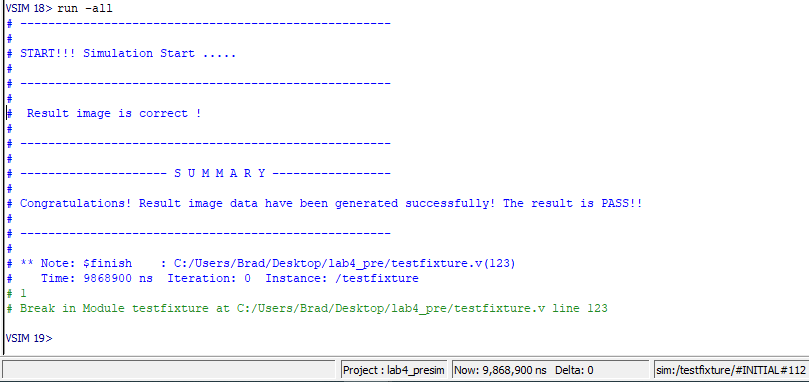 VSIM 18> run -all
# -----------------------------------------------------
#
# START!!! Simulation Start .....
#
# -----------------------------------------------------
#
#  Result image is correct !
#
# -----------------------------------------------------
#
# --------------------- S U M M A R Y -----------------
#
# Congratulations! Result image data have been generated successfully! The result is PASS!!
#
# -----------------------------------------------------
#
# ** Note: $finish    : C:/Users/Brad/Desktop/lab4_pre/testfixture.v(123)
#    Time: 9868900 ns  Iteration: 0  Instance: /testfixture
# 1
# Break in Module testfixture at C:/Users/Brad/Desktop/lab4_pre/testfixture.v line 123
VSIM 19>
Project : lab4_presim Now: 9,868,900 ns  Delta: 0 sim:/testfixture/#INITIAL#112